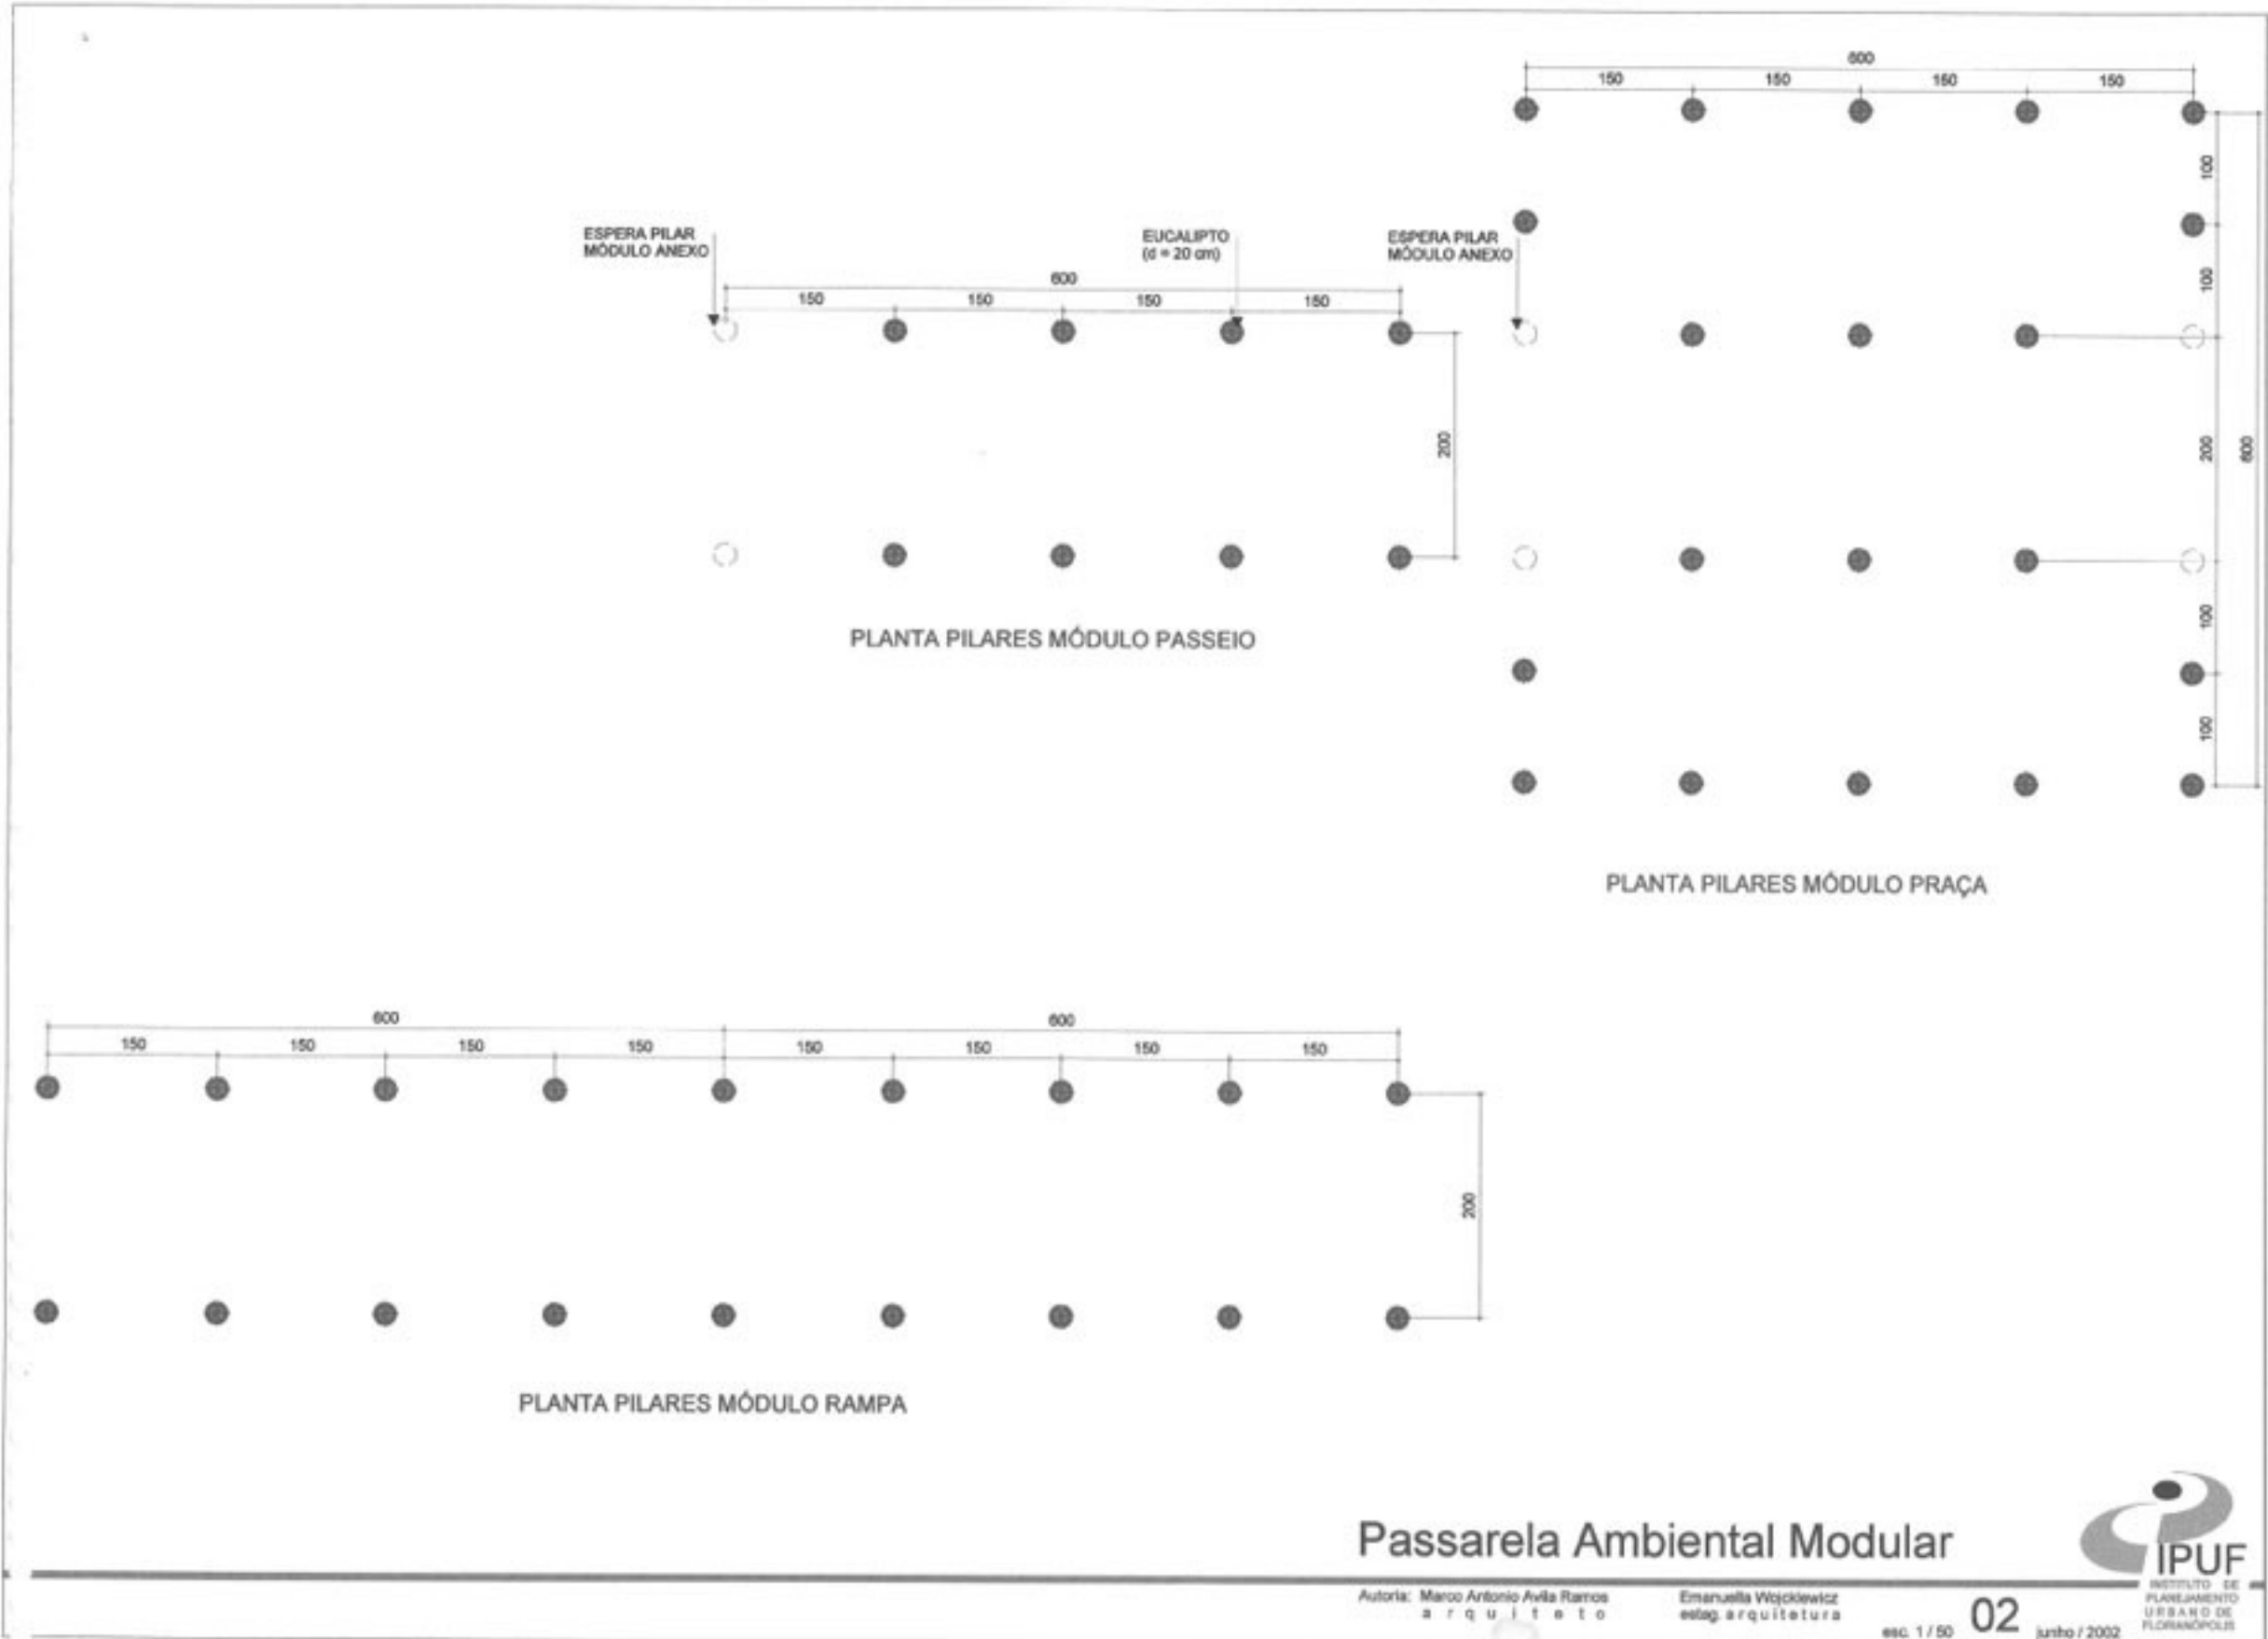 600
150 150 150 150
100
100
200
600
100
100
ESPERA PILAR
MÓDULO ANEXO
EUCALIPTO
(d = 20 cm)
ESPERA PILAR
MÓDULO ANEXO
600
150 150 150 150
200
PLANTA PILARES MÓDULO PASSEIO
PLANTA PILARES MÓDULO PRAÇA
600 600
150 150 150 150 150 150 150 150
200
PLANTA PILARES MÓDULO RAMPA
Passarela Ambiental Modular
Autoria: Marco Antonio Avila Ramos
arquiteto
Emanuella Wojcikiewicz
estag. arquitetura
esc. 1 / 50
02
junho / 2002
IPUF
INSTITUTO DE
PLANEJAMENTO
URBANO DE
FLORIANÓPOLIS